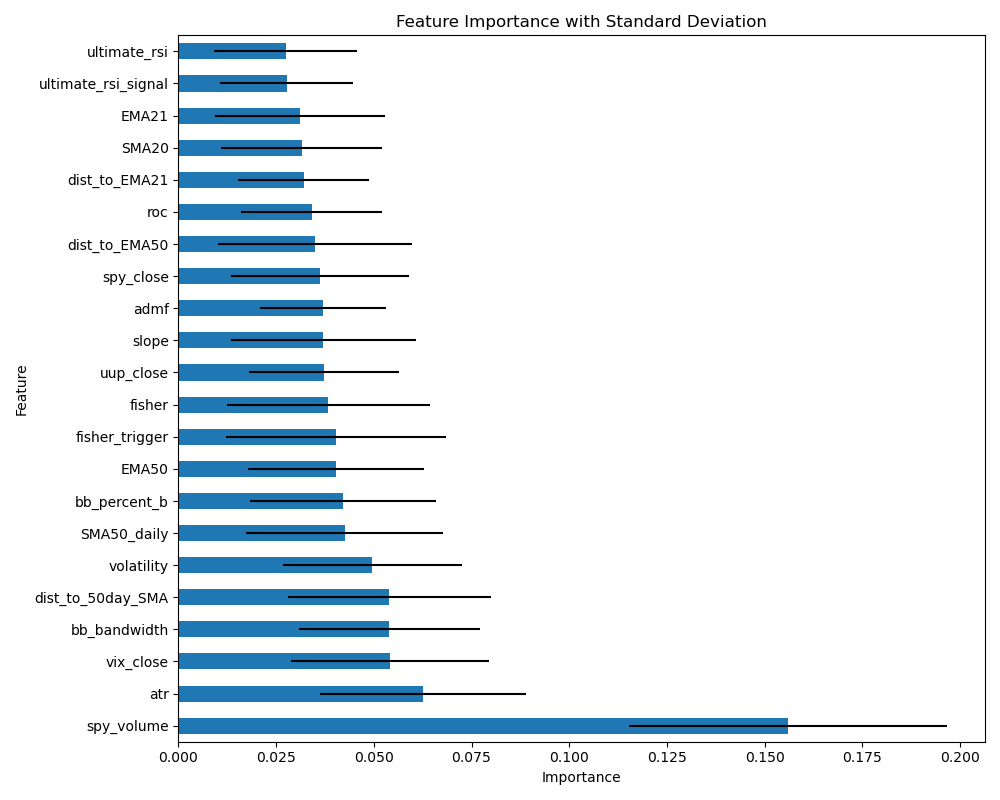 Feature Importance with Standard Deviation
ultimate_rsi
ultimate_rsi_signal
EMA21
SMA20
dist_to_EMA21
roc
dist_to_EMA50
spy_close
admf
slope
uup_close
fisher
fisher_trigger
EMA50
bb_percent_b
SMA50_daily
volatility
dist_to_50day_SMA
bb_bandwidth
vix_close
atr
spy_volume
Feature
0.000 0.025 0.050 0.075 0.100 0.125 0.150 0.175 0.200
Importance